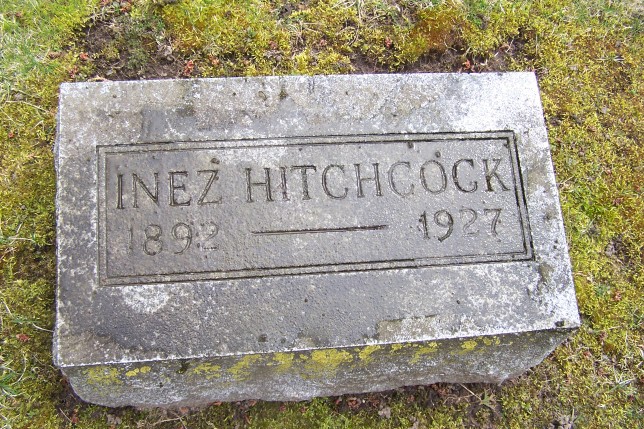 INEZ HITCHCOCK
1892 — 1927